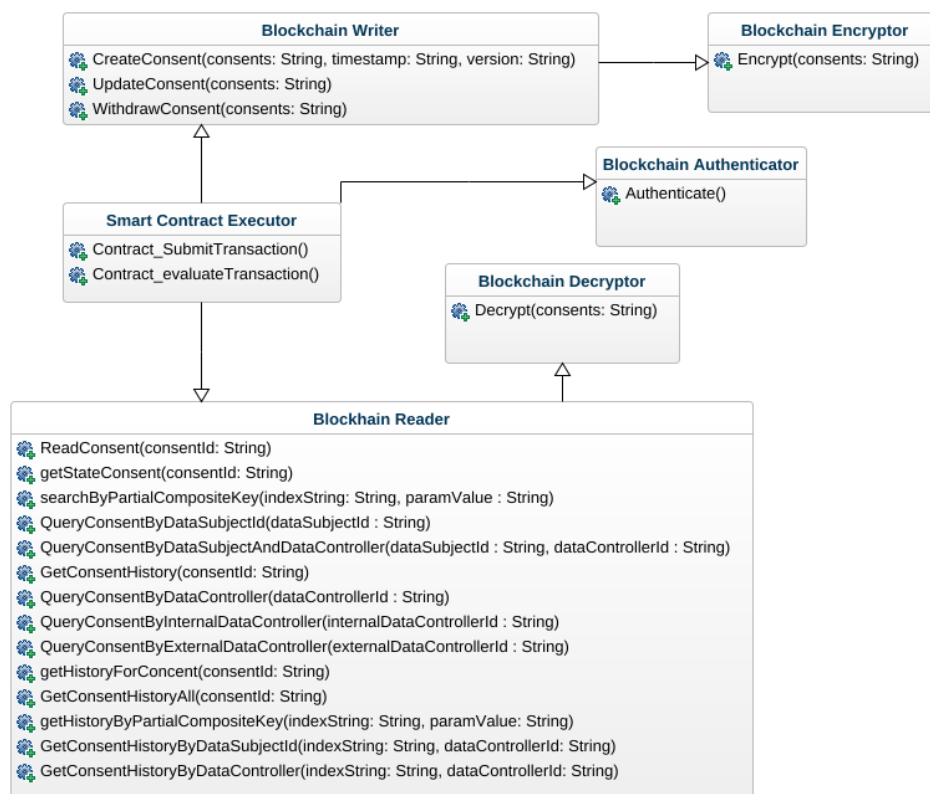 Blockchain Writer
CreateConsent(consents: String, timestamp: String, version: String)
UpdateConsent(consents: String)
WithdrawConsent(consents: String)
Blockchain Encryptor
Encrypt(consents: String)
Blockchain Authenticator
Authenticate()
Smart Contract Executor
Contract_SubmitTransaction()
Contract_evaluateTransaction()
Blockchain Decryptor
Decrypt(consents: String)
Blockhain Reader
ReadConsent(consentId: String)
getStateConsent(consentId: String)
searchByPartialCompositeKey(indexString: String, paramValue : String)
QueryConsentByDataSubjectId(dataSubjectId : String)
QueryConsentByDataSubjectAndDataController(dataSubjectId : String, dataControllerId : String)
GetConsentHistory(consentId: String)
QueryConsentByDataController(dataControllerId : String)
QueryConsentByInternalDataController(internalDataControllerId : String)
QueryConsentByExternalDataController(externalDataControllerId : String)
getHistoryForConcent(consentId: String)
GetConsentHistoryAll(consentId: String)
getHistoryByPartialCompositeKey(indexString: String, paramValue: String)
GetConsentHistoryByDataSubjectId(indexString: String, dataControllerId: String)
GetConsentHistoryByDataController(indexString: String, dataControllerId: String)